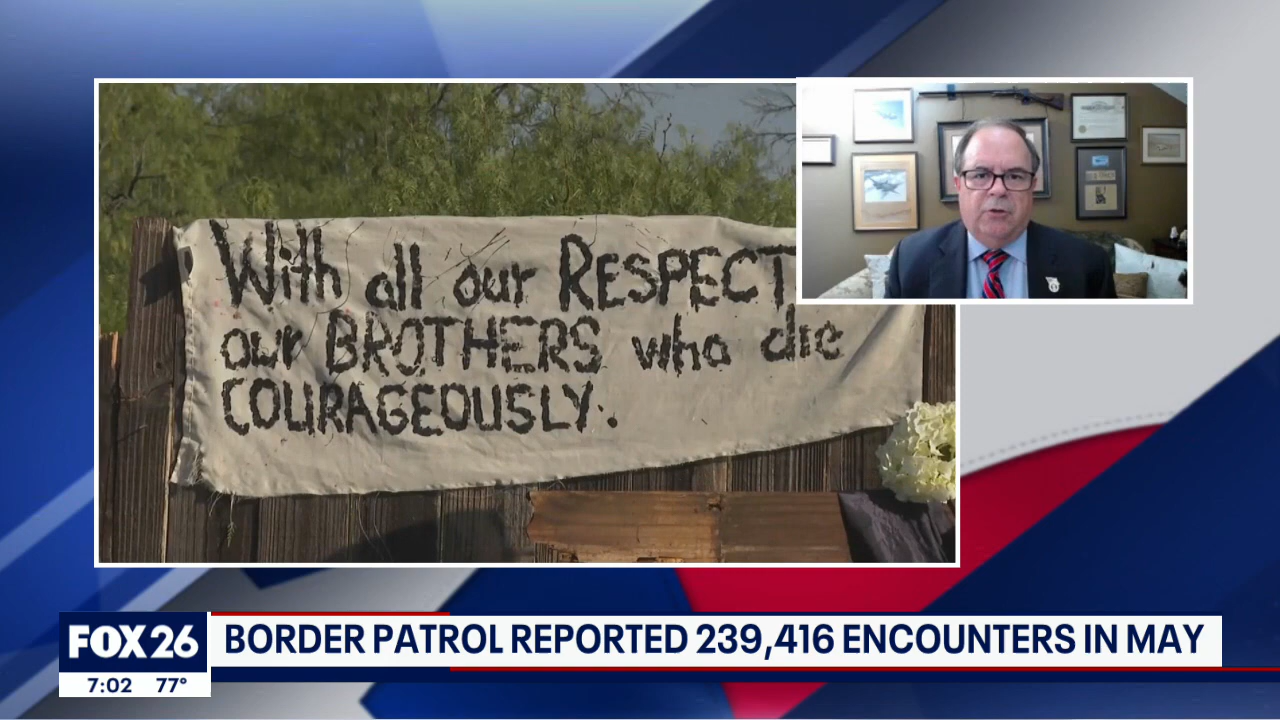 With all our RESPECT
our BROTHERS who die
COURAGEOUSLY.
FOX 26
BORDER PATROL REPORTED 239,416 ENCOUNTERS IN MAY
7:02 77°